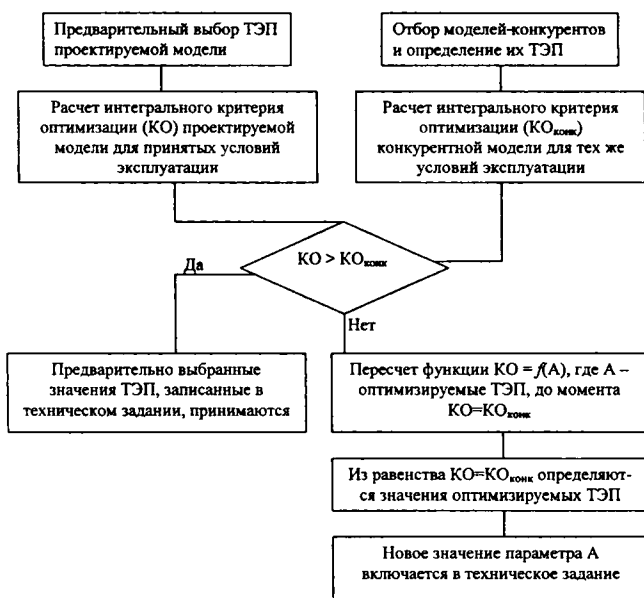 Предварительный выбор ТЭП
проектируемой модели
Отбор моделей-конкурентов
и определение их ТЭП
Расчет интегрального критерия
оптимизации (КО) проектируемой
модели для принятых условий
эксплуатации
Расчет интегрального критерия
оптимизации (КОконк)
конкурентной модели для тех же
условий эксплуатации
КО > КОконк
Да
Нет
Предварительно выбранные
значения ТЭП, записанные в
техническом задании, принимаются
Пересчет функции КО = f(А), где А –
оптимизируемые ТЭП, до момента
КО=КОконк
Из равенства КО=КОконк определяют-
ся значения оптимизируемых ТЭП
Новое значение параметра А
включается в техническое задание